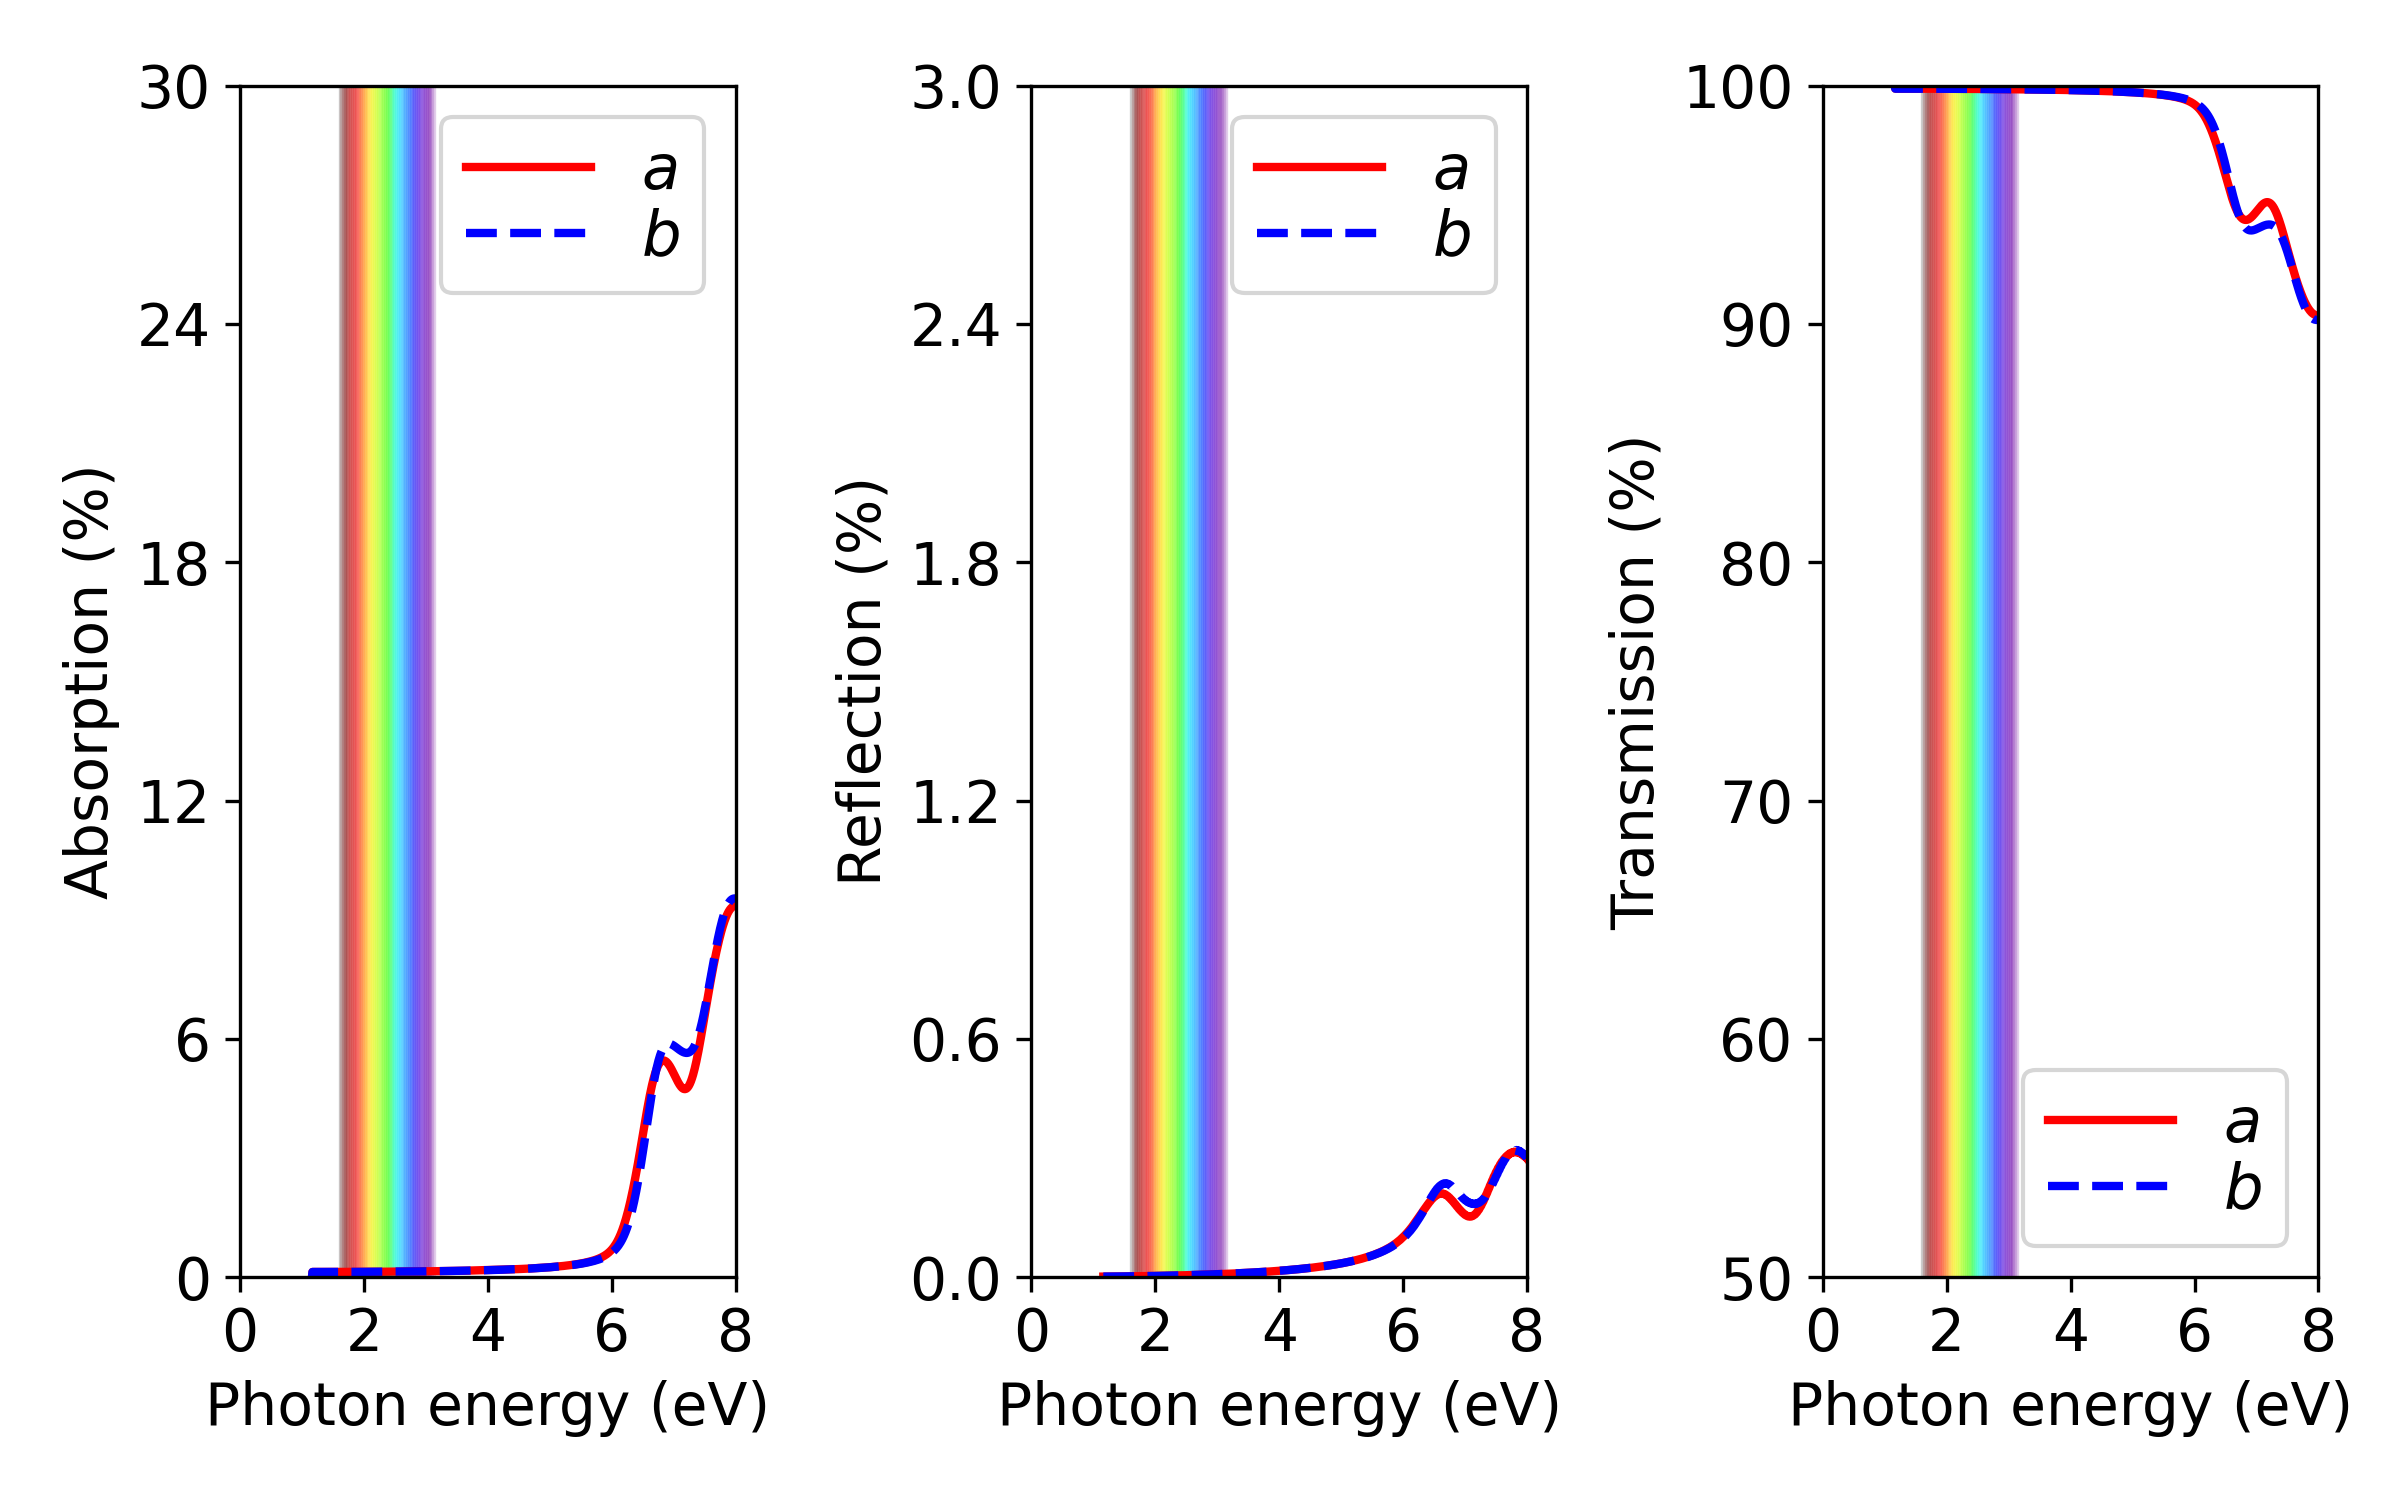 Absorption (%)
30
24
18
12
6
0
0 2 4 6 8
Photon energy (eV)
a
b
Reflection (%)
3.0
2.4
1.8
1.2
0.6
0.0
0 2 4 6 8
Photon energy (eV)
a
b
Transmission (%)
100
90
80
70
60
50
0 2 4 6 8
Photon energy (eV)
a
b